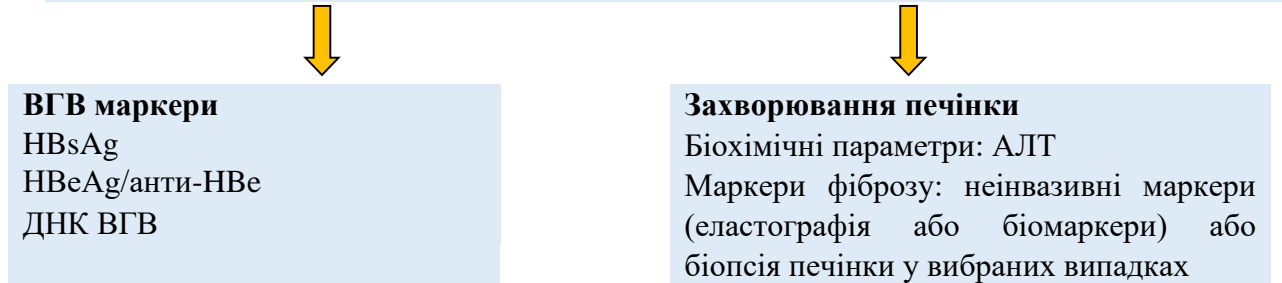 ВГВ маркери
HBsAg
HBeAg/анти-HBe
ДНК ВГВ
Захворювання печінки
Біохімічні параметри: АЛТ
Маркери фіброзу: неінвазивні маркери
(еластографія або біомаркери) або
біопсія печінки у вибраних випадках